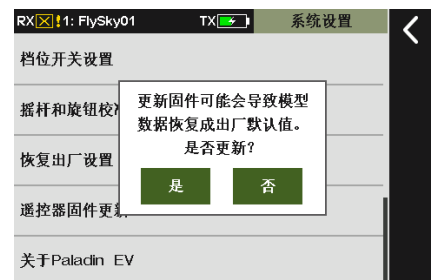 RX !1: FlySky01 TX 系统设置
档位开关设置
摇杆和旋钮校
更新固件可能会导致模型
数据恢复成出厂默认值。
是否更新?
是 否
恢复出厂设置
遥控器固件更
关于Paladin EV